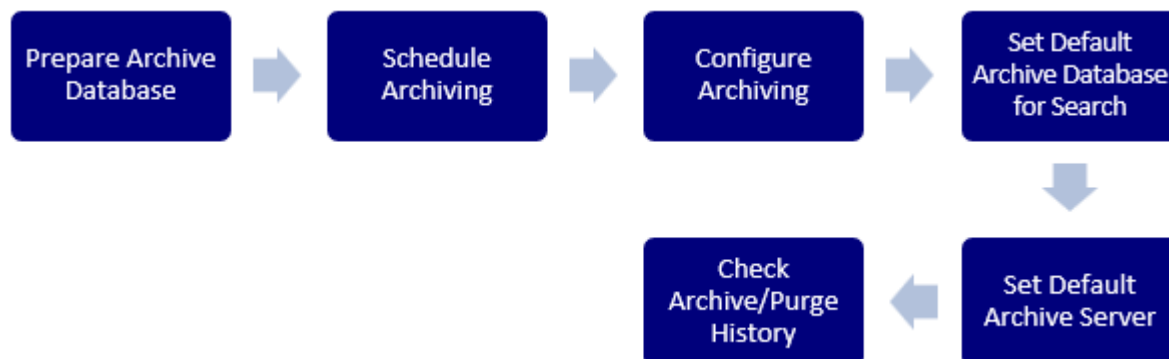 Prepare Archive
Database
Schedule
Archiving
Configure
Archiving
Set Default
Archive Database
for Search
Set Default
Archive Server
Check
Archive/Purge
History